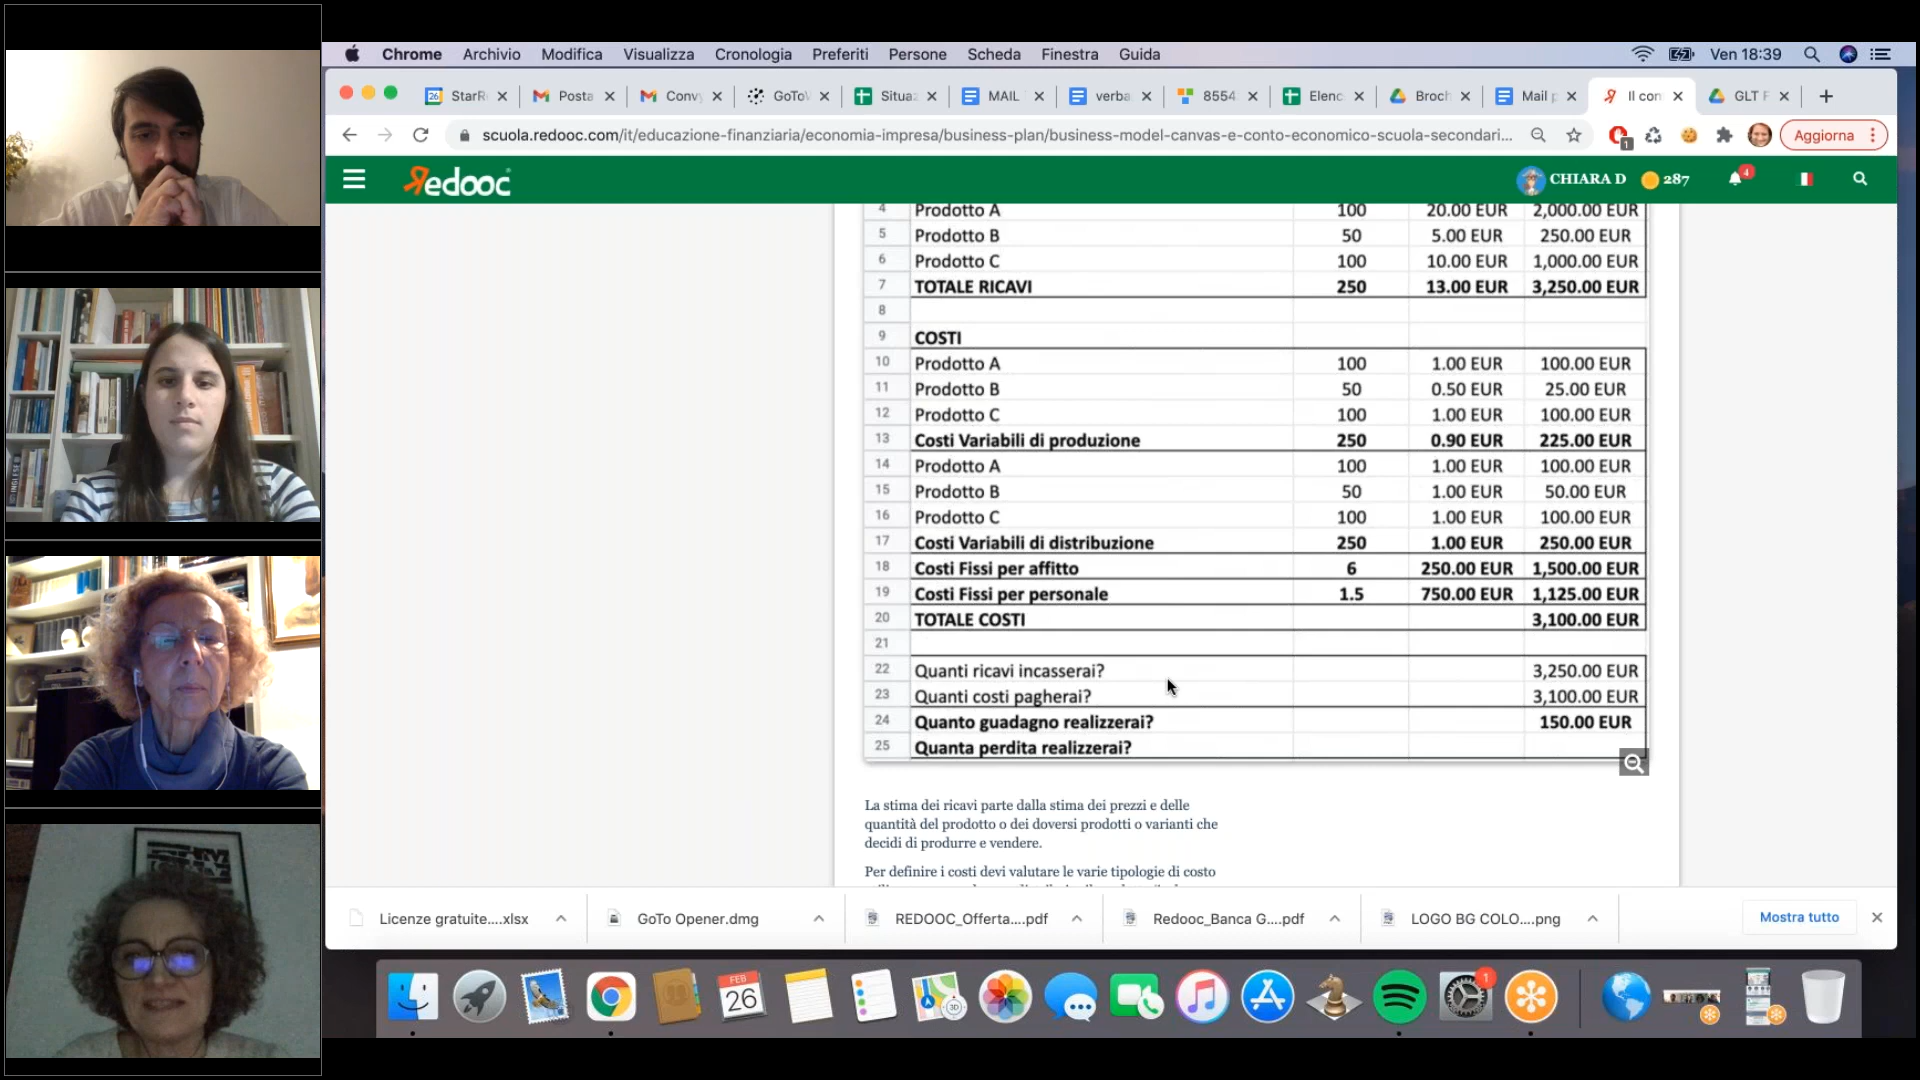 Chrome Archivio Modifica Visualizza Cronologia Preferiti Persone Scheda Finestra Guida Ven 18:39
StarR Posta Conv GoTo Situa MAIL verba 8554 Elenc Broch Mail p Il con GLT F
scuola.redooc.com/it/educazione-finanziaria/economia-impresa/business-plan/business-model-canvas-e-conto-economico-scuola-secondari... 1 Aggiorna
Redooc CHIARA D 287 4
4 Prodotto A 100 20.00 EUR 2,000.00 EUR
5 Prodotto B 50 5.00 EUR 250.00 EUR
6 Prodotto C 100 10.00 EUR 1,000.00 EUR
7 TOTALE RICAVI 250 13.00 EUR 3,250.00 EUR
8
9 COSTI
10 Prodotto A 100 1.00 EUR 100.00 EUR
11 Prodotto B 50 0.50 EUR 25.00 EUR
12 Prodotto C 100 1.00 EUR 100.00 EUR
13 Costi Variabili di produzione 250 0.90 EUR 225.00 EUR
14 Prodotto A 100 1.00 EUR 100.00 EUR
15 Prodotto B 50 1.00 EUR 50.00 EUR
16 Prodotto C 100 1.00 EUR 100.00 EUR
17 Costi Variabili di distribuzione 250 1.00 EUR 250.00 EUR
18 Costi Fissi per affitto 6 250.00 EUR 1,500.00 EUR
19 Costi Fissi per personale 1.5 750.00 EUR 1,125.00 EUR
20 TOTALE COSTI 3,100.00 EUR
21
22 Quanti ricavi incasserai? 3,250.00 EUR
23 Quanti costi pagherai? 3,100.00 EUR
24 Quanto guadagno realizzerai? 150.00 EUR
25 Quanta perdita realizzerai?
La stima dei ricavi parte dalla stima dei prezzi e delle
quantità del prodotto o dei doversi prodotti o varianti che
decidi di produrre e vendere.
Per definire i costi devi valutare le varie tipologie di costo
Licenze gratuite....xlsx GoTo Opener.dmg REDOOC_Offerta....pdf Redooc_Banca G....pdf LOGO BG COLO....png Mostra tutto
FEB
26
3D
1